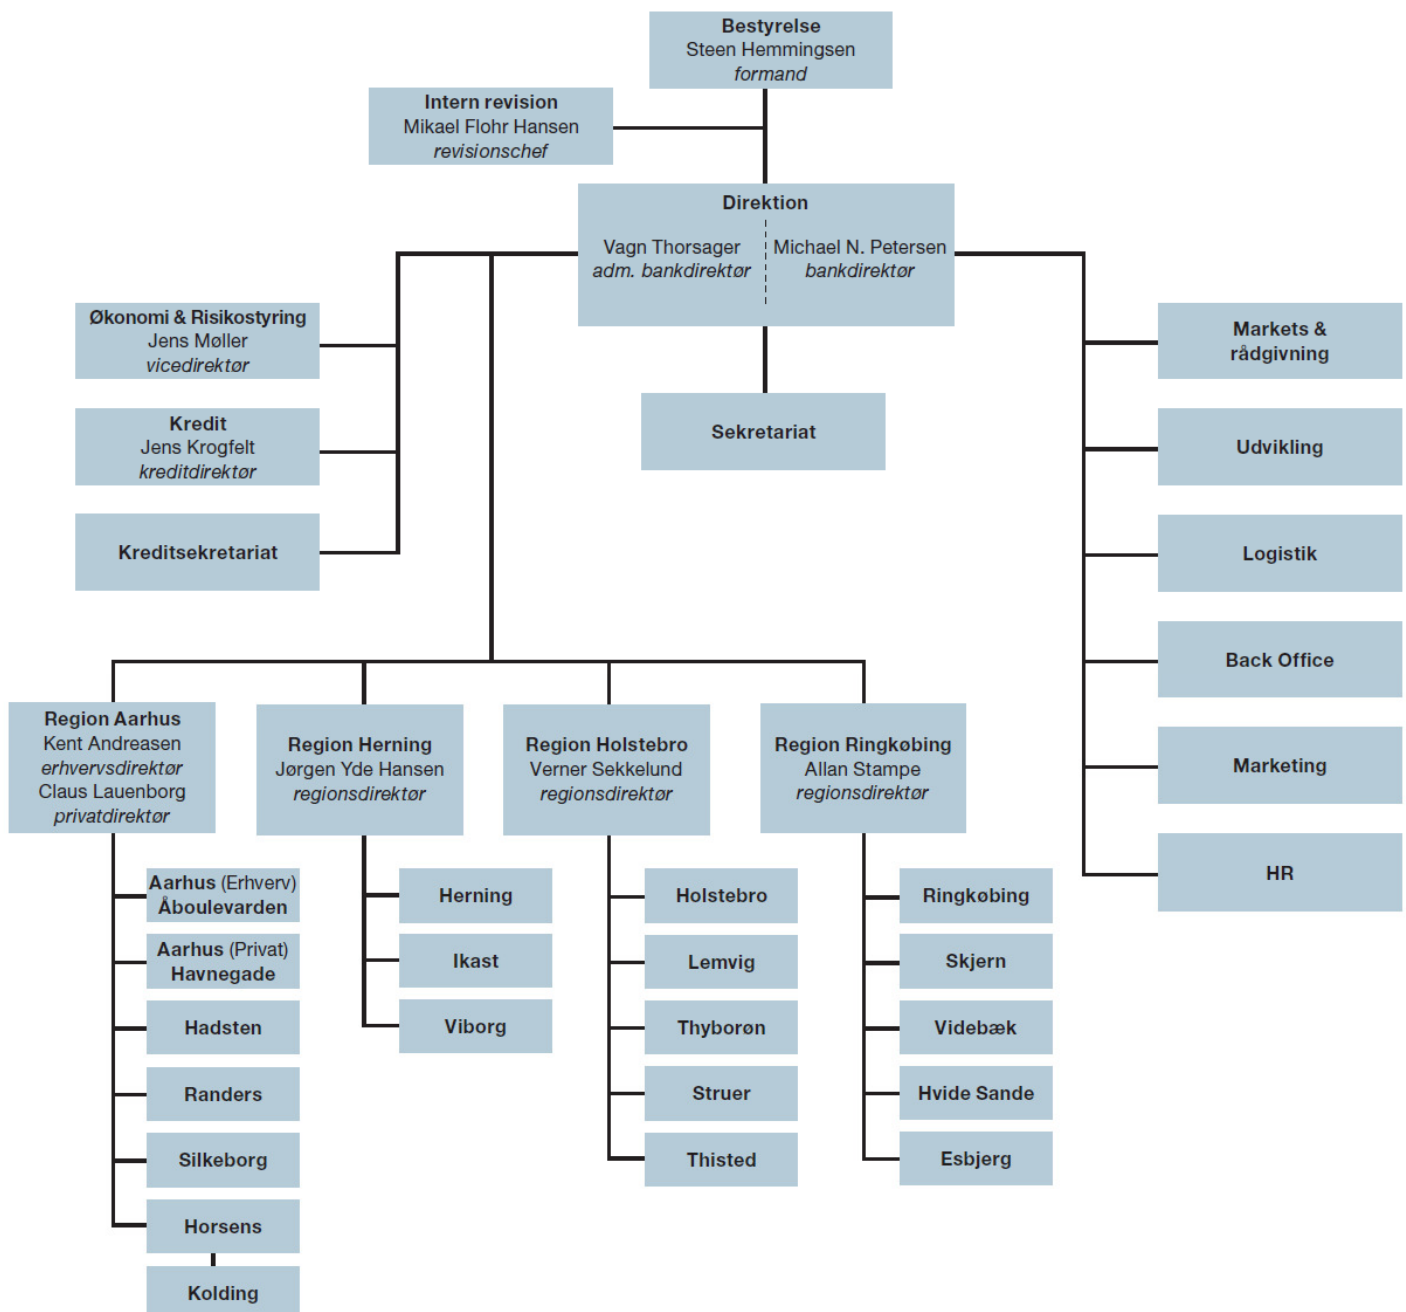 Bestyrelse
Steen Hemmingsen
formand
Intern revision
Mikael Flohr Hansen
revisionschef
Direktion
Vagn Thorsager
adm. bankdirektør
Michael N. Petersen
bankdirektør
Økonomi & Risikostyring
Jens Møller
vicedirektør
Kredit
Jens Krogfelt
kreditdirektør
Kreditsekretariat
Sekretariat
Markets &
rådgivning
Udvikling
Logistik
Back Office
Marketing
HR
Region Aarhus
Kent Andreasen
erhvervsdirektør
Claus Lauenborg
privatdirektør
Aarhus (Erhverv)
Åboulevarden
Aarhus (Privat)
Havnegade
Hadsten
Randers
Silkeborg
Horsens
Kolding
Region Herning
Jørgen Yde Hansen
regionsdirektør
Herning
Ikast
Viborg
Region Holstebro
Verner Sekkelund
regionsdirektør
Holstebro
Lemvig
Thyborøn
Struer
Thisted
Region Ringkøbing
Allan Stampe
regionsdirektør
Ringkøbing
Skjern
Videbæk
Hvide Sande
Esbjerg